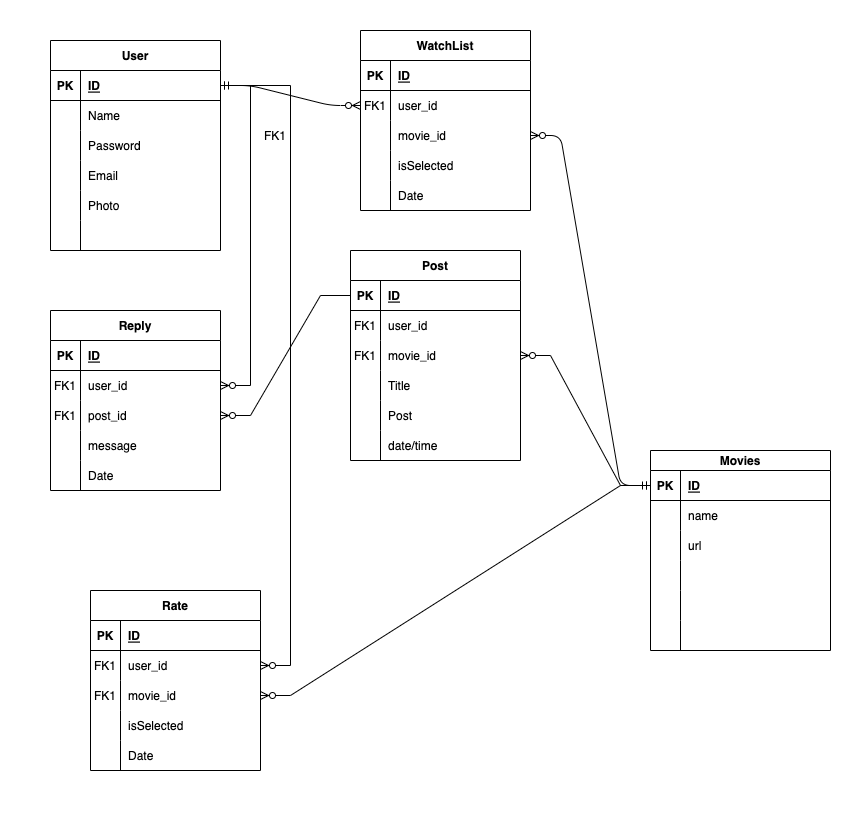 User
PK ID
Name
Password
Email
Photo
FK1
WatchList
PK ID
FK1 user_id
movie_id
isSelected
Date
Post
PK ID
FK1 user_id
FK1 movie_id
Title
Post
date/time
Reply
PK ID
FK1 user_id
FK1 post_id
message
Date
Movies
PK ID
name
url
Rate
PK ID
FK1 user_id
FK1 movie_id
isSelected
Date